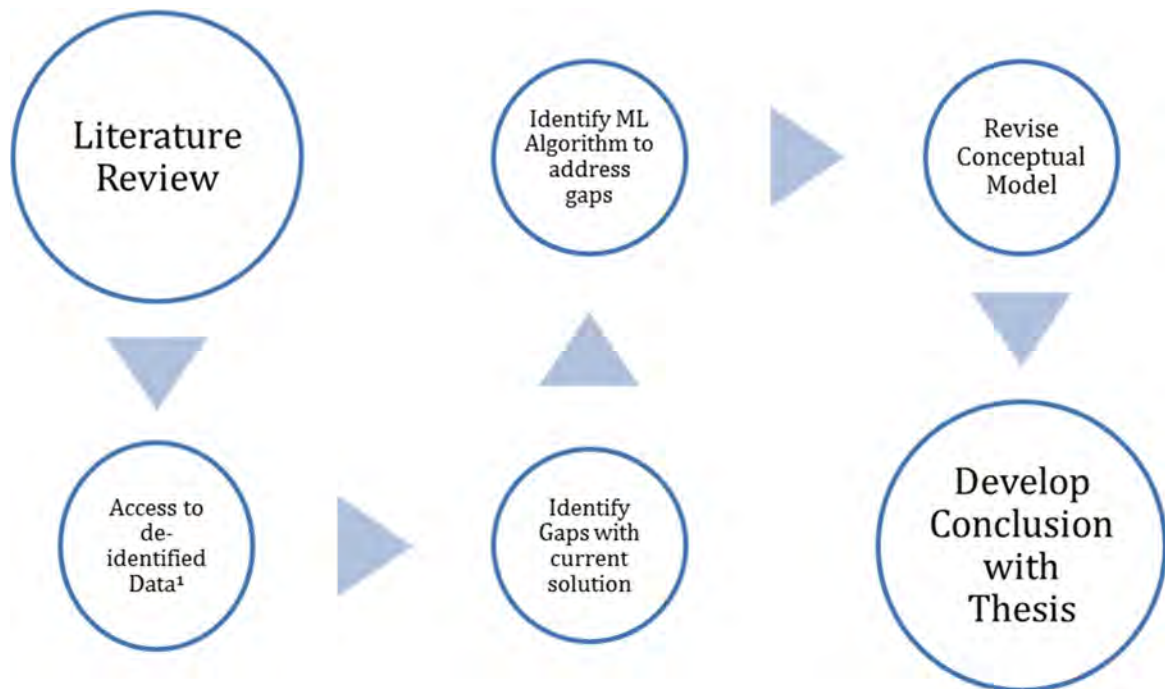 Literature
Review
Access to
de-
identified
Data¹
Identify
Gaps with
current
solution
Identify ML
Algorithm to
address
gaps
Revise
Conceptual
Model
Develop
Conclusion
with
Thesis